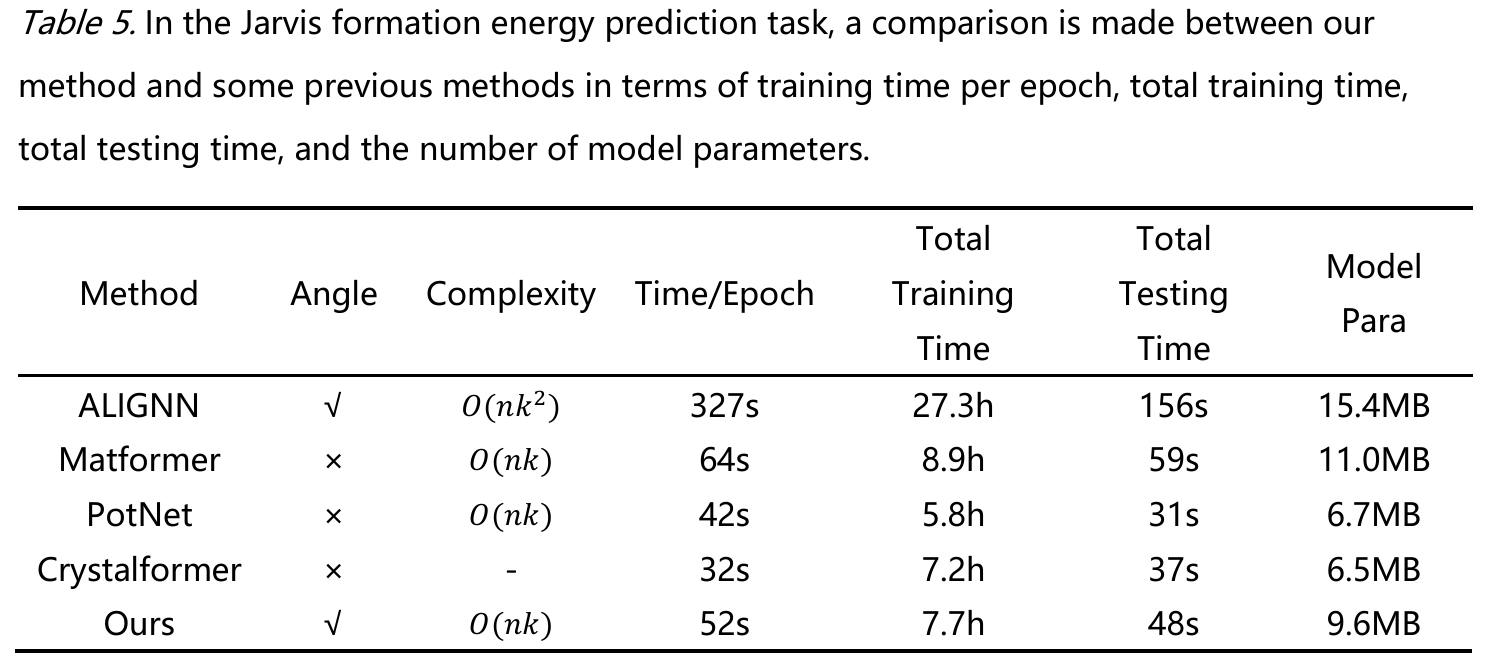 Table 5. In the Jarvis formation energy prediction task, a comparison is made between our
method and some previous methods in terms of training time per epoch, total training time,
total testing time, and the number of model parameters.
Method Angle Complexity Time/Epoch Total Training Time Total Testing Time Model Para
ALIGNN √ O(nk²) 327s 27.3h 156s 15.4MB
Matformer × O(nk) 64s 8.9h 59s 11.0MB
PotNet × O(nk) 42s 5.8h 31s 6.7MB
Crystalformer × - 32s 7.2h 37s 6.5MB
Ours √ O(nk) 52s 7.7h 48s 9.6MB